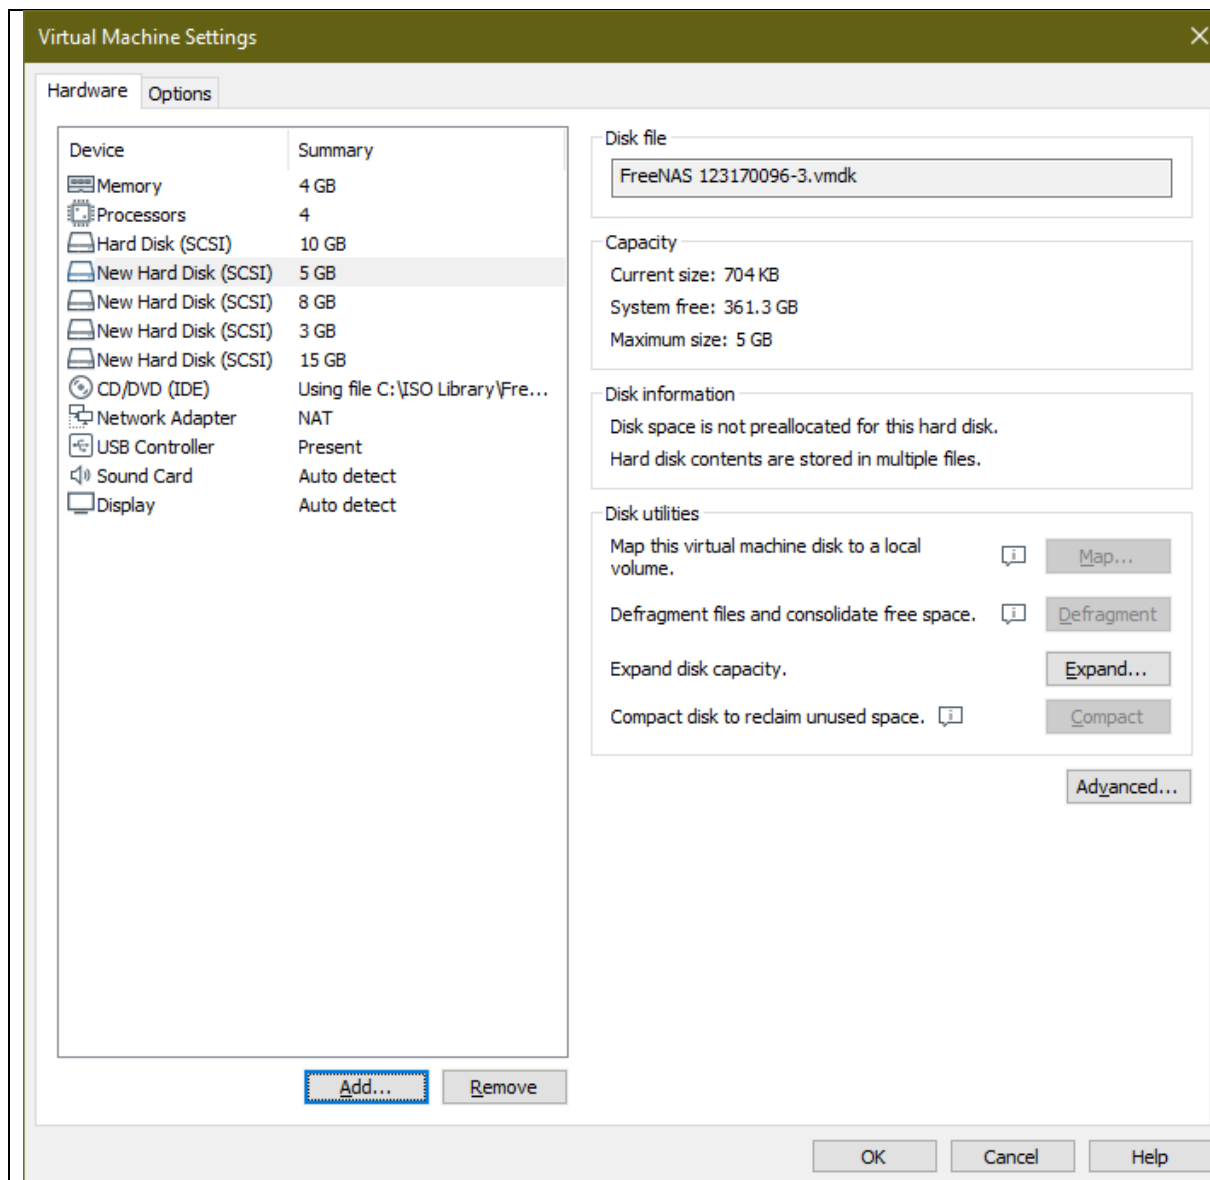 Virtual Machine Settings
Hardware Options
Device Summary
Memory 4 GB
Processors 4
Hard Disk (SCSI) 10 GB
New Hard Disk (SCSI) 5 GB
New Hard Disk (SCSI) 8 GB
New Hard Disk (SCSI) 3 GB
New Hard Disk (SCSI) 15 GB
CD/DVD (IDE) Using file C:\ISO Library\Fre...
Network Adapter NAT
USB Controller Present
Sound Card Auto detect
Display Auto detect
Add... Remove
Disk file
FreeNAS 123170096-3.vmdk
Capacity
Current size: 704 KB
System free: 361.3 GB
Maximum size: 5 GB
Disk information
Disk space is not preallocated for this hard disk.
Hard disk contents are stored in multiple files.
Disk utilities
Map this virtual machine disk to a local
volume.
Map...
Defragment files and consolidate free space. Defragment
Expand disk capacity. Expand...
Compact disk to reclaim unused space. Compact
Advanced...
OK Cancel Help